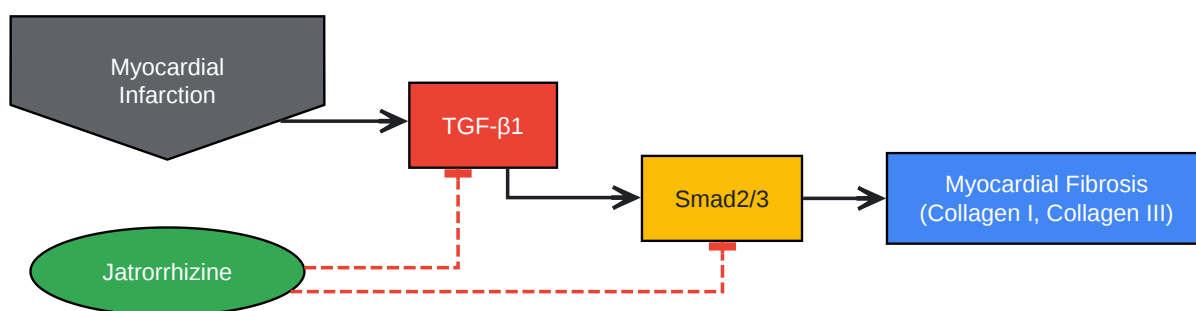 Myocardial
Infarction
TGF-β1
Smad2/3
Myocardial Fibrosis
(Collagen I, Collagen III)
Jatrorrhizine